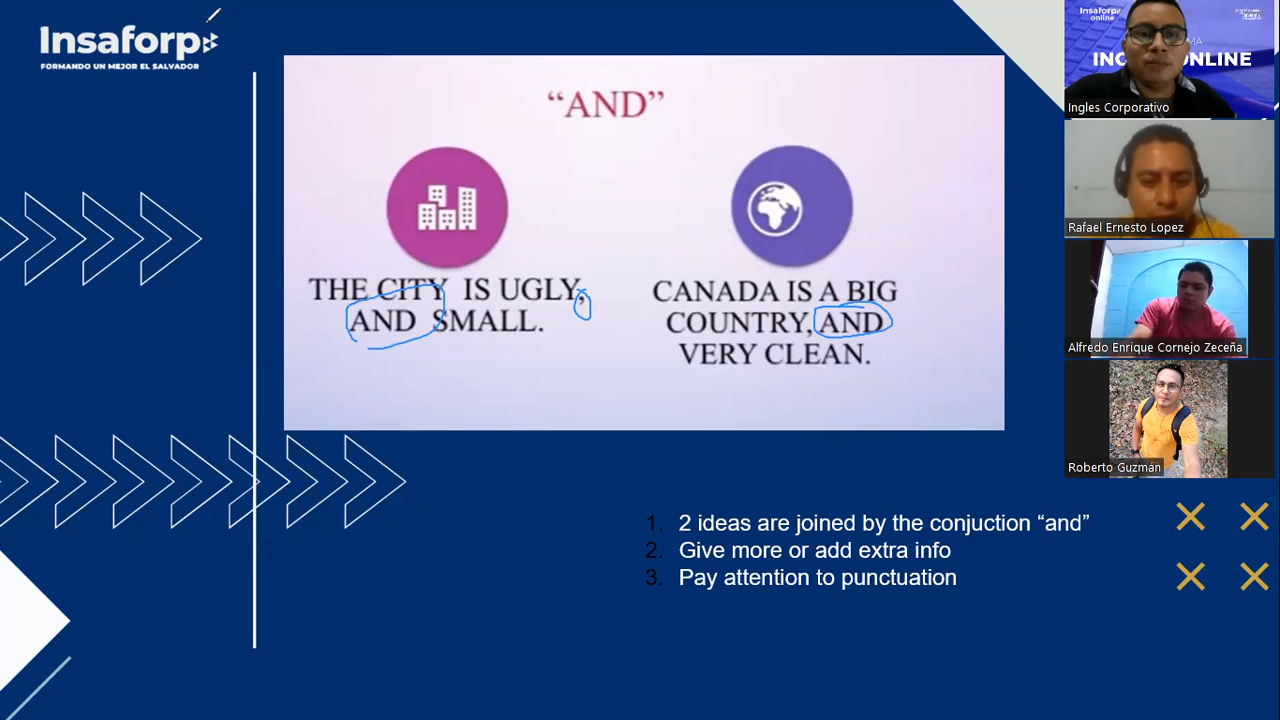 Insaforp
FORMANDO UN MEJOR EL SALVADOR
“AND”
THE CITY IS UGLY,
AND SMALL.
CANADA IS A BIG
COUNTRY, AND
VERY CLEAN.
1. 2 ideas are joined by the conjuction “and”
2. Give more or add extra info
3. Pay attention to punctuation
Insaforp
online
ONLINE
Ingles Corporativo
Rafael Ernesto Lopez
Alfredo Enrique Cornejo Zeceña
Roberto Guzmán